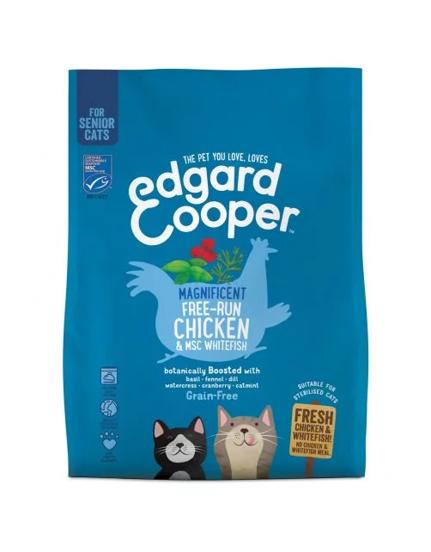 FOR
SENIOR
CATS
MSC
THE PET YOU LOVE, LOVES
Edgard
Cooper
™
MAGNIFICENT
FREE-RUN
CHICKEN
& MSC WHITEFISH
botanically Boosted with
basil - fennel - dill
watercress - cranberry - catmint
Grain-Free
SUITABLE FOR
STERILISED CATS
FRESH
CHICKEN &
WHITEFISH!
NO CHICKEN &
WHITEFISH MEAL